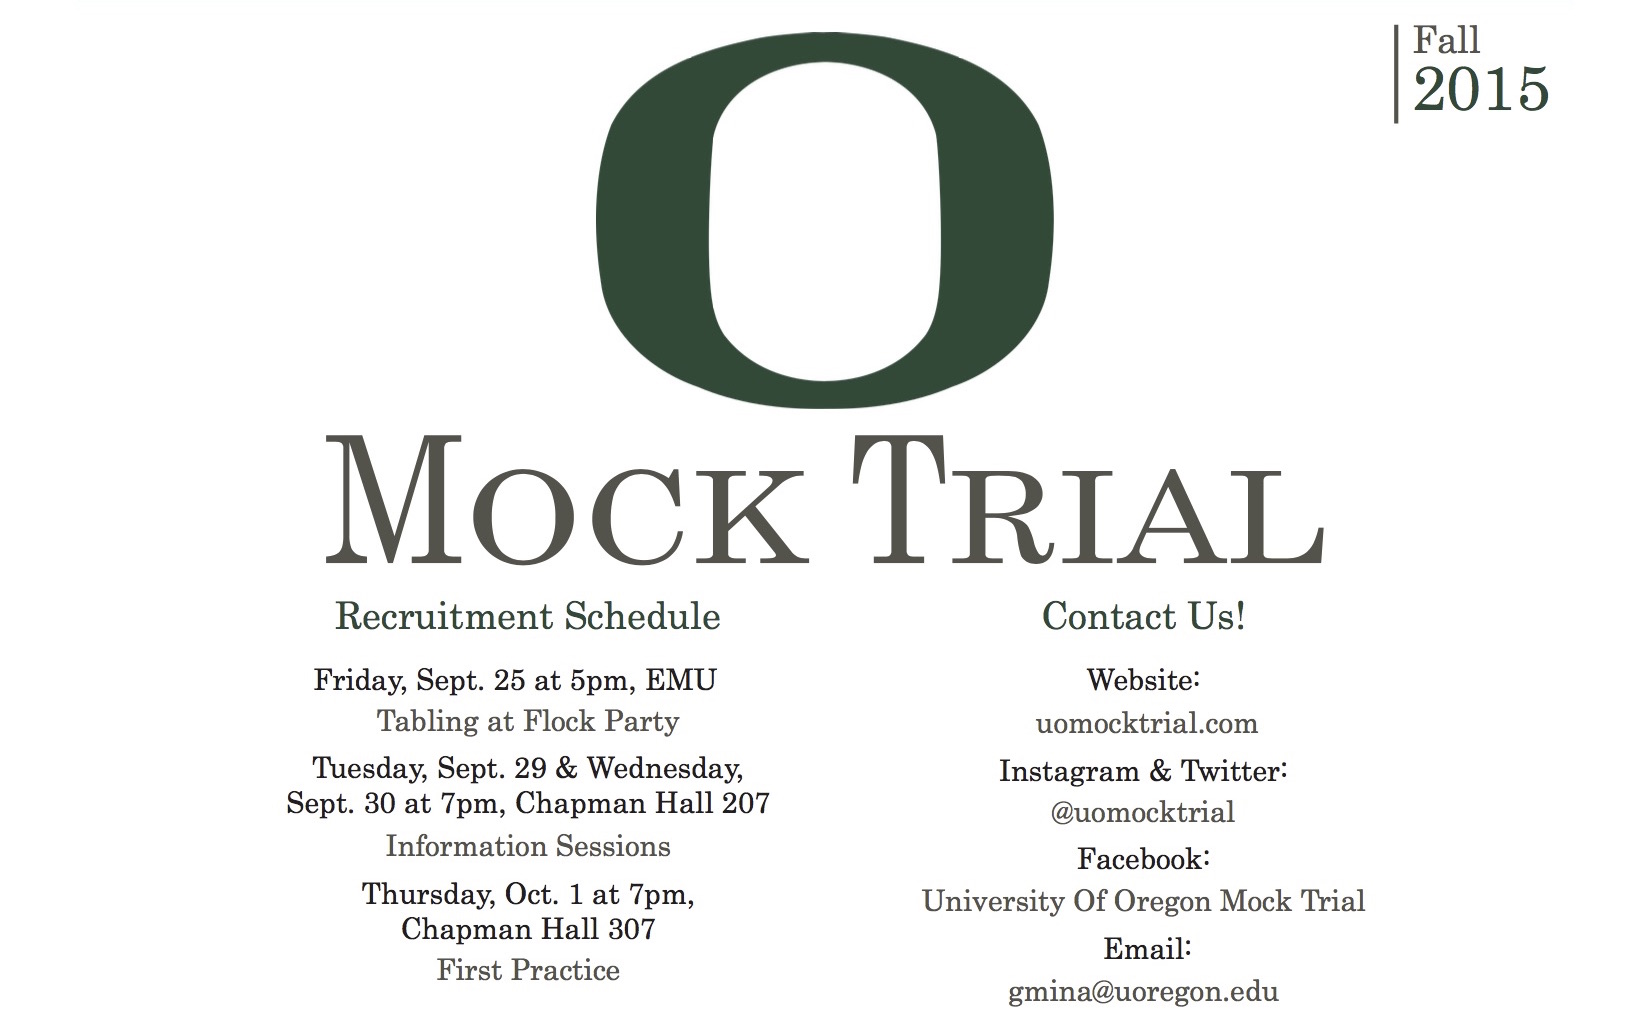 Fall
2015
O
MOCK TRIAL
Recruitment Schedule
Friday, Sept. 25 at 5pm, EMU
Tabling at Flock Party
Tuesday, Sept. 29 & Wednesday,
Sept. 30 at 7pm, Chapman Hall 207
Information Sessions
Thursday, Oct. 1 at 7pm,
Chapman Hall 307
First Practice
Contact Us!
Website:
uomocktrial.com
Instagram & Twitter:
@uomocktrial
Facebook:
University Of Oregon Mock Trial
Email:
gmina@uoregon.edu